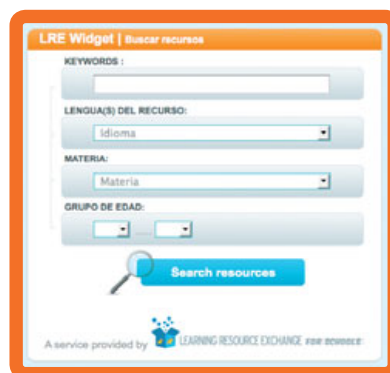 LRE Widget | Buscar recursos
KEYWORDS :
LENGUA(S) DEL RECURSO:
Idioma
MATERIA:
Materia
GRUPO DE EDAD:
Search resources
A service provided by LEARNING RESOURCE EXCHANGE FOR SCHOOLS